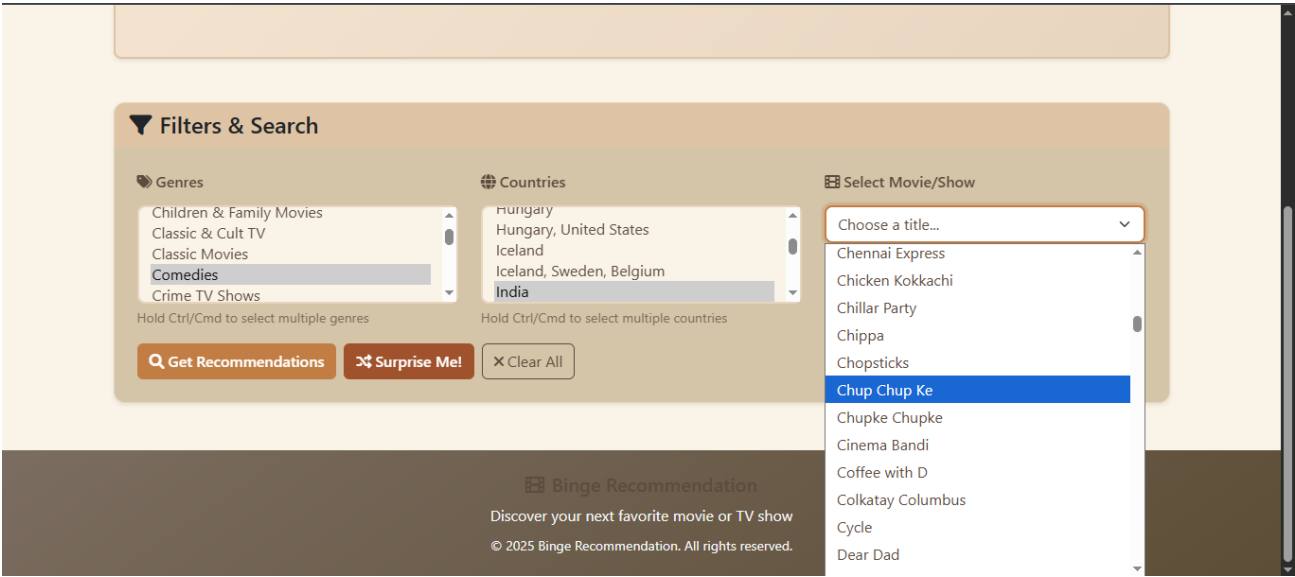 Filters & Search
Genres
Children & Family Movies
Classic & Cult TV
Classic Movies
Comedies
Crime TV Shows
Hold Ctrl/Cmd to select multiple genres
Countries
Hungary
Hungary, United States
Iceland
Iceland, Sweden, Belgium
India
Hold Ctrl/Cmd to select multiple countries
Select Movie/Show
Choose a title...
Chennai Express
Chicken Kokkachi
Chillar Party
Chippa
Chopsticks
Chup Chup Ke
Chupke Chupke
Cinema Bandi
Coffee with D
Colkatay Columbus
Cycle
Dear Dad
Get Recommendations
Surprise Me!
Clear All
Binge Recommendation
Discover your next favorite movie or TV show
© 2025 Binge Recommendation. All rights reserved.